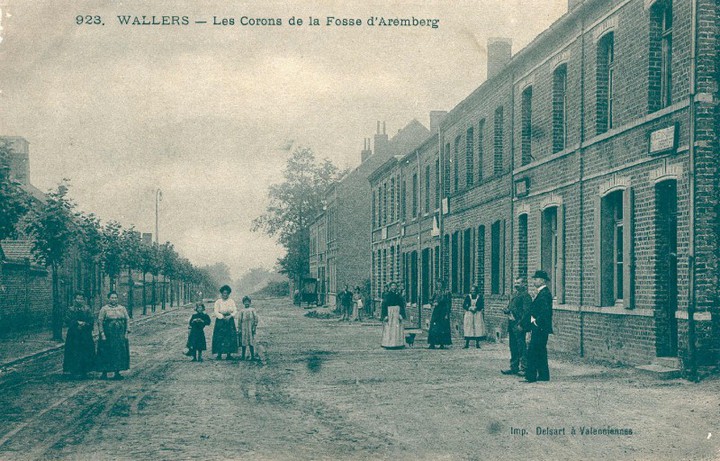 923. WALLERS — Les Corons de la Fosse d'Aremberg
Imp. Delsart à Valenciennes